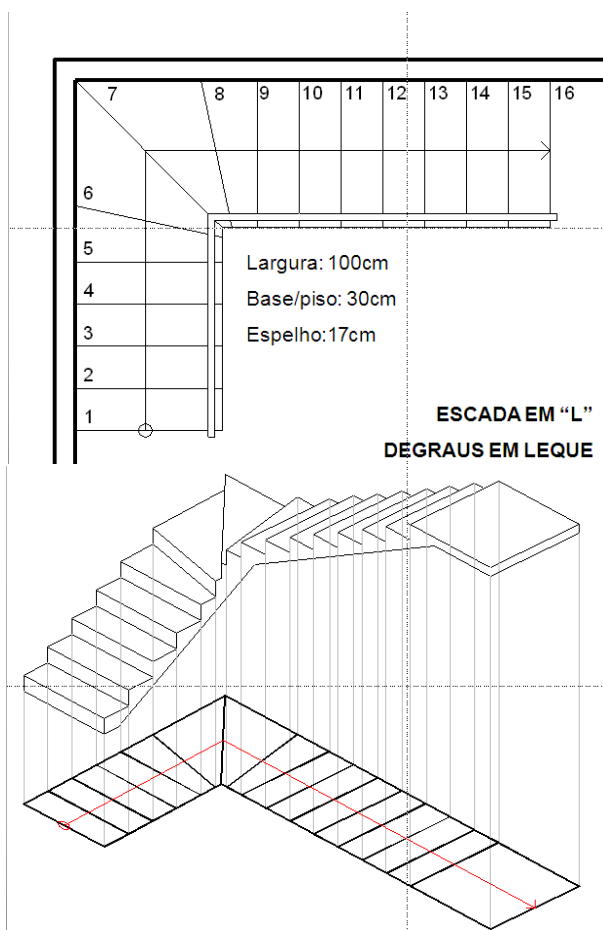 7 8 9 10 11 12 13 14 15 16
6
5
4
3
2
1
Largura: 100cm
Base/piso: 30cm
Espelho:17cm
ESCADA EM “L”
DEGRAUS EM LEQUE